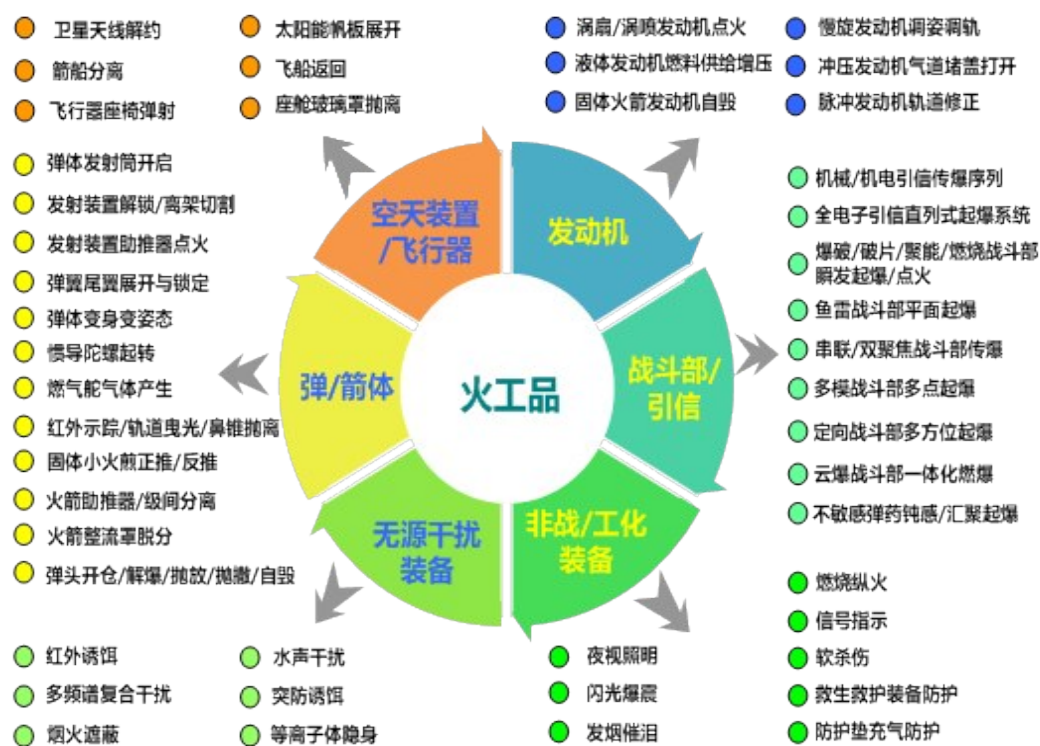 卫星天线解约
太阳能帆板展开
箭船分离
飞船返回
飞行器座椅弹射
座舱玻璃罩抛离
涡扇/涡喷发动机点火
慢旋发动机调姿调轨
液体发动机燃料供给增压
冲压发动机气道堵盖打开
固体火箭发动机自毁
脉冲发动机轨道修正
弹体发射筒开启
发射装置解锁/离架切割
发射装置助推器点火
弹翼尾翼展开与锁定
弹体变身变姿态
惯导陀螺起转
燃气舵气体产生
红外示踪/轨道曳光/鼻锥抛离
固体小火煎正推/反推
火箭助推器/级间分离
火箭整流罩脱分
弹头开仓/解爆/抛放/抛撒/自毁
空天装置
/飞行器
发动机
弹/箭体
火工品
战斗部/
引信
无源干扰
装备
非战/工化
装备
机械/机电引信传爆序列
全电子引信直列式起爆系统
爆破/破片/聚能/燃烧战斗部
瞬发起爆/点火
鱼雷战斗部平面起爆
串联/双聚焦战斗部传爆
多模战斗部多点起爆
定向战斗部多方位起爆
云爆战斗部一体化燃爆
不敏感弹药钝感/汇聚起爆
红外诱饵
水声干扰
多频谱复合干扰
突防诱饵
烟火遮蔽
等离子体隐身
夜视照明
闪光爆震
发烟催泪
燃烧纵火
信号指示
软杀伤
救生救护装备防护
防护垫充气防护